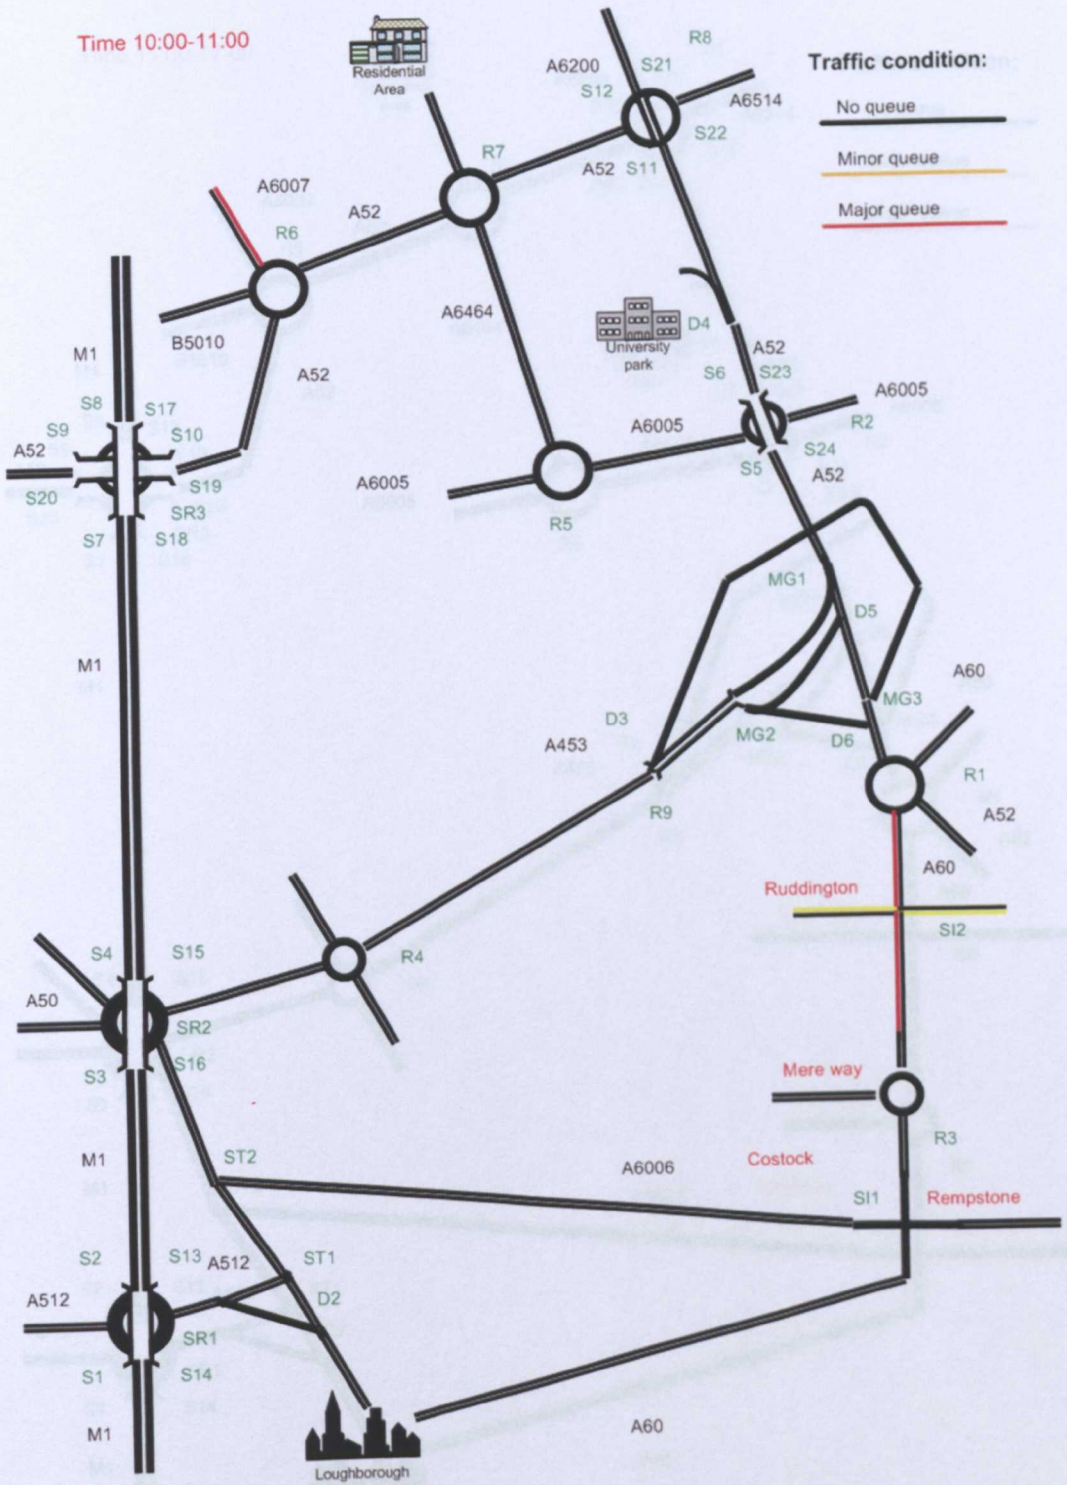 Time 10:00-11:00
Residential
Area
A6200
S21
R8
S12
A6514
S22
A52
S11
Traffic condition:
No queue
Minor queue
Major queue
R7
A6007
A52
R6
A6464
B5010
A52
M1
S8
S17
S9
S10
A52
S20
S19
SR3
S7
S18
University
park
D4
A52
S6
S23
A6005
A6005
R2
S24
S5
A52
A6005
R5
MG1
D5
M1
A60
MG3
D3
MG2
D6
A453
R1
R9
A52
A60
Ruddington
SI2
S4
S15
R4
A50
SR2
S16
S3
Mere way
R3
M1
ST2
A6006
Costock
SI1
Rempstone
S2
S13
A512
ST1
A512
D2
SR1
S1
S14
M1
A60
Loughborough